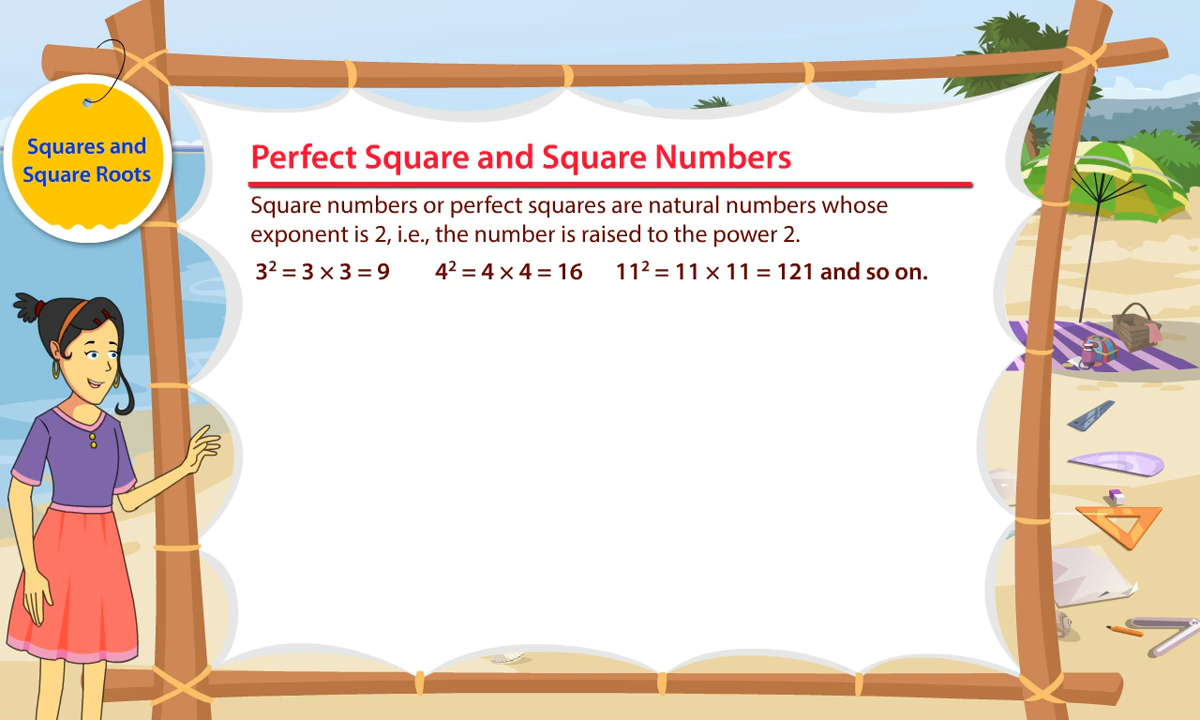 Squares and
Square Roots
Perfect Square and Square Numbers
Square numbers or perfect squares are natural numbers whose
exponent is 2, i.e., the number is raised to the power 2.
3² = 3 × 3 = 9 4² = 4 × 4 = 16 11² = 11 × 11 = 121 and so on.